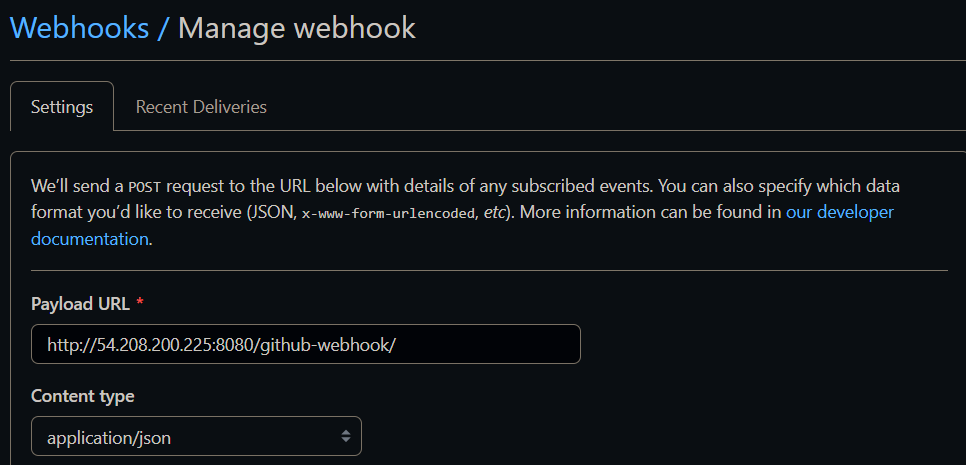 Webhooks / Manage webhook
Settings Recent Deliveries
We’ll send a POST request to the URL below with details of any subscribed events. You can also specify which data
format you’d like to receive (JSON, x-www-form-urlencoded, etc). More information can be found in our developer
documentation.
Payload URL *
http://54.208.200.225:8080/github-webhook/
Content type
application/json